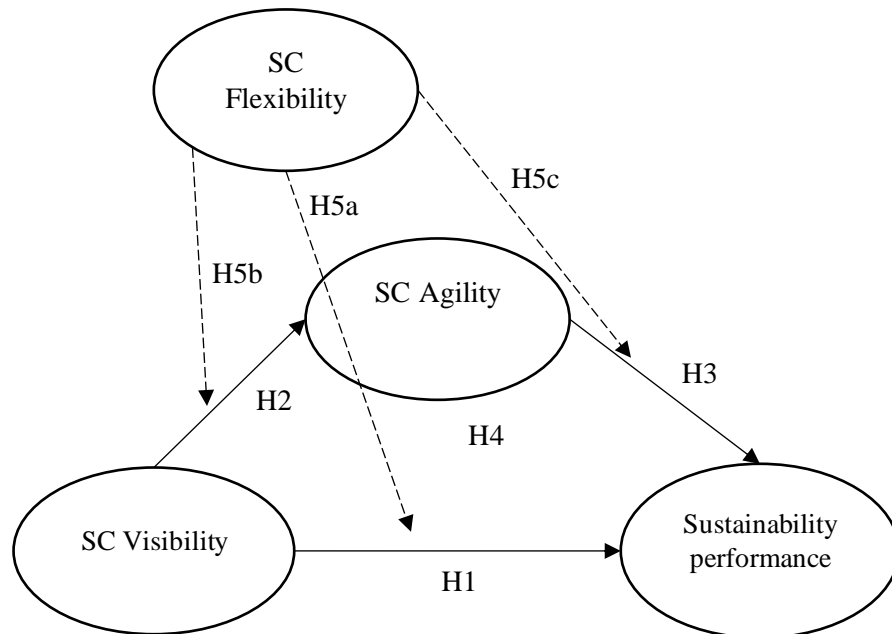 SC
Flexibility
H5c
H5a
H5b
SC Agility
H3
H2
H4
SC Visibility
Sustainability
performance
H1